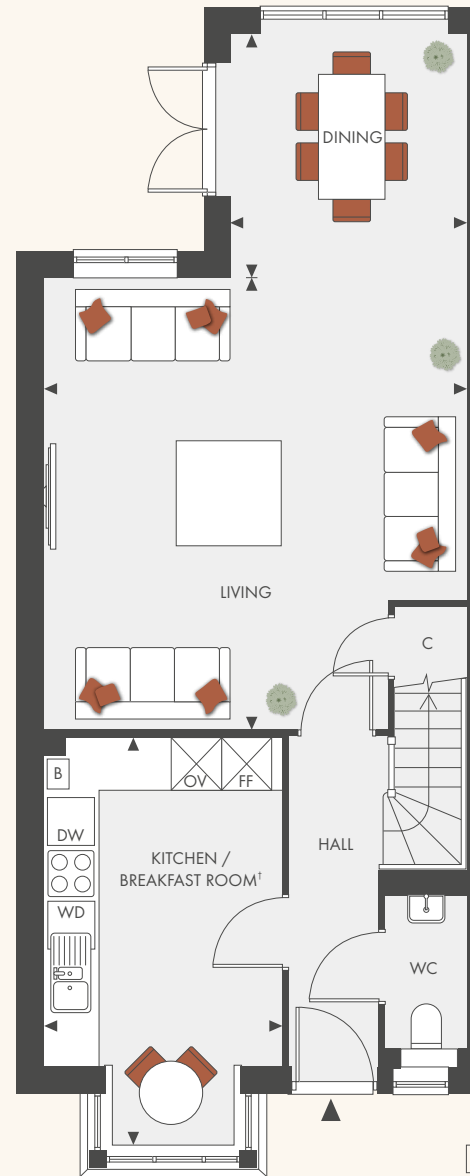 DINING
LIVING
C
B
OV
FF
DW
KITCHEN /
BREAKFAST ROOM†
HALL
WD
WC